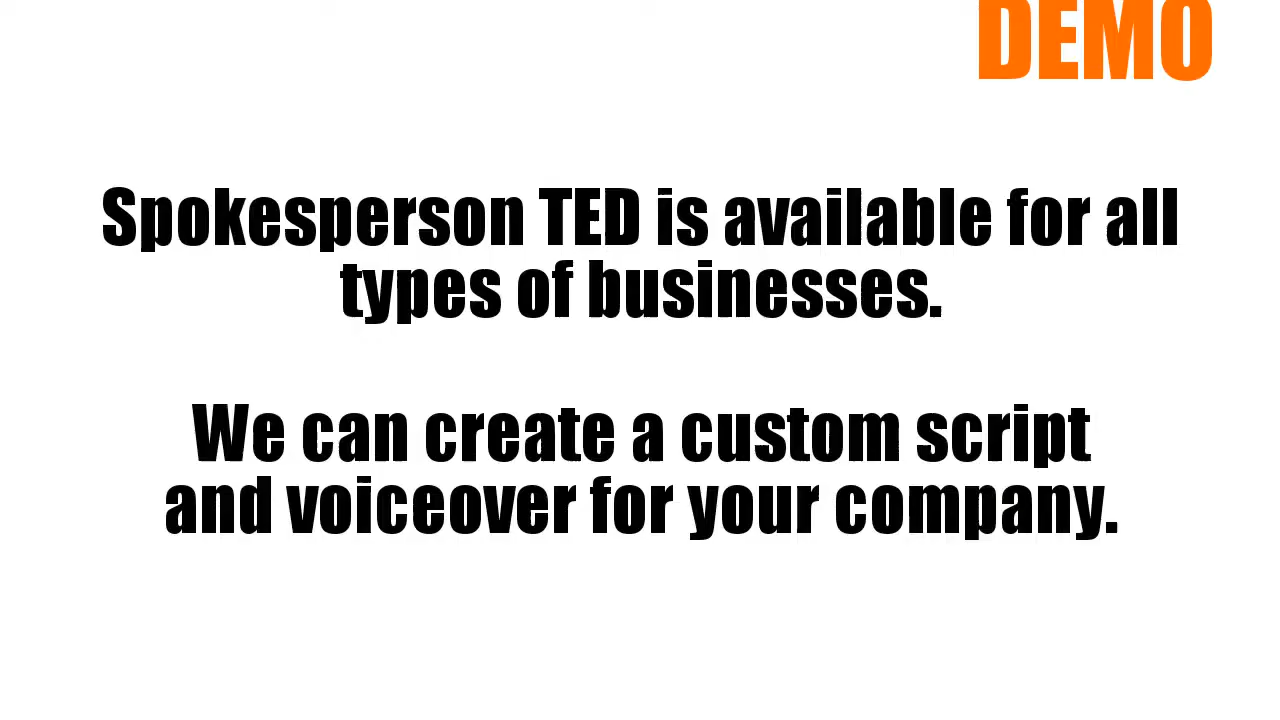 DEMO
Spokesperson TED is available for all
types of businesses.
We can create a custom script
and voiceover for your company.